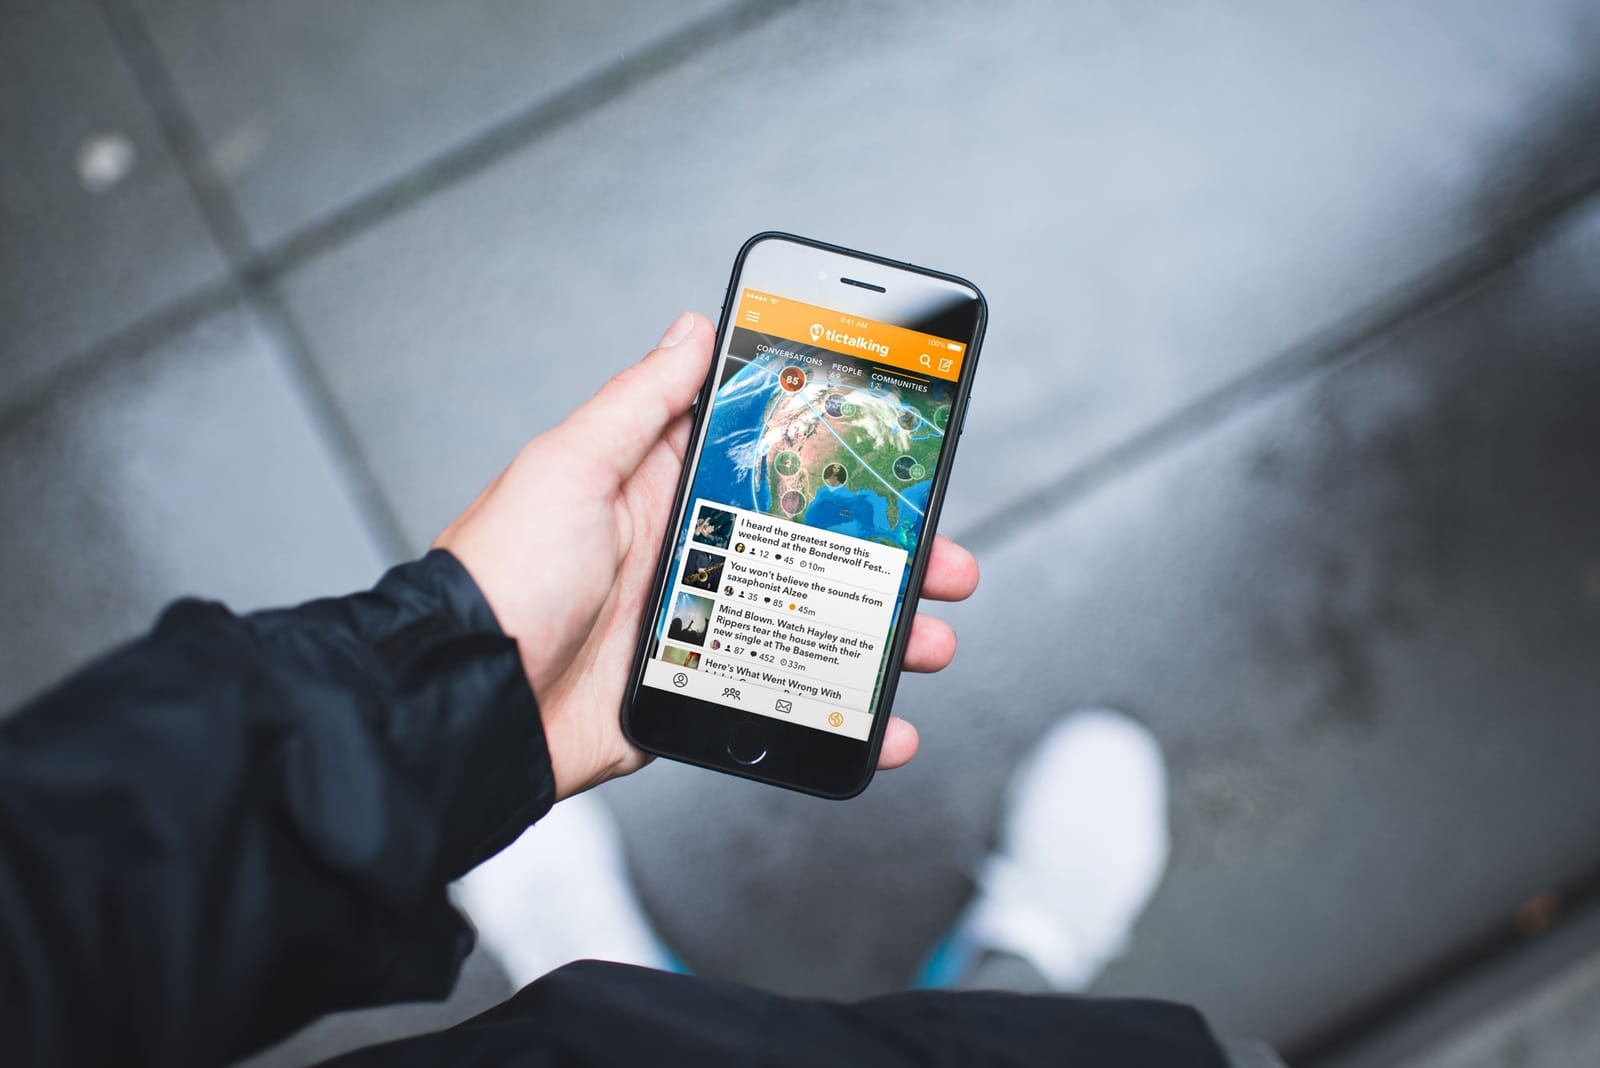 9:41 AM
100%
tictalking
CONVERSATIONS
124
PEOPLE
69
COMMUNITIES
12
85
2
I heard the greatest song this
weekend at the Bonderwolf Fest...
12 45 10m
You won't believe the sounds from
saxaphonist Alzee
35 85 45m
Mind Blown. Watch Hayley and the
Rippers tear the house with their
new single at The Basement.
87 452 33m
Here's What Went Wrong With